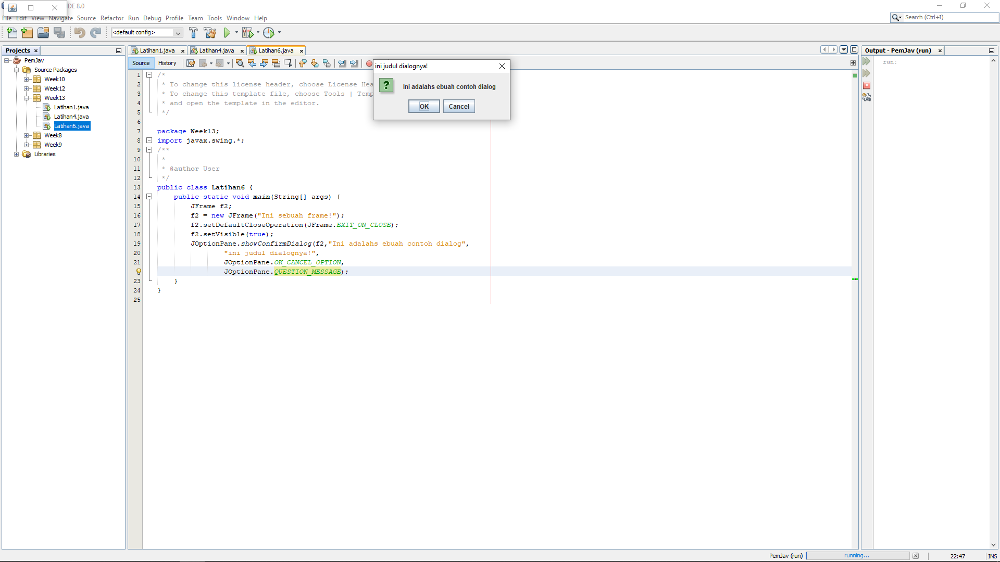 IDE 8.0
File Edit View Navigate Source Refactor Run Debug Profile Team Tools Window Help
Search (Ctrl+I)
<default config>
Projects
Latihan1.java
Latihan4.java
Latihan6.java
Output - PemJav (run)
PemJav
Source Packages
Week10
Week12
Week13
Latihan1.java
Latihan4.java
Latihan6.java
Week8
Week9
Libraries
Source
History
run:
ini judul dialognya!
Ini adalahs ebuah contoh dialog
OK
Cancel
1 /*
2 * To change this license header, choose License Hea
3 * To change this template file, choose Tools | Temp
4 * and open the template in the editor.
5 */
6
7 package Week13;
8 import javax.swing.*;
9 /**
10 *
11 * @author User
12 */
13 public class Latihan6 {
14 public static void main(String[] args) {
15 JFrame f2;
16 f2 = new JFrame("Ini sebuah frame!");
17 f2.setDefaultCloseOperation(JFrame.EXIT_ON_CLOSE);
18 f2.setVisible(true);
19 JOptionPane.showConfirmDialog(f2,"Ini adalahs ebuah contoh dialog",
20 "ini judul dialognya!",
21 JOptionPane.OK_CANCEL_OPTION,
JOptionPane.QUESTION_MESSAGE);
23 }
24 }
25
PemJav (run)
running...
22:47
INS